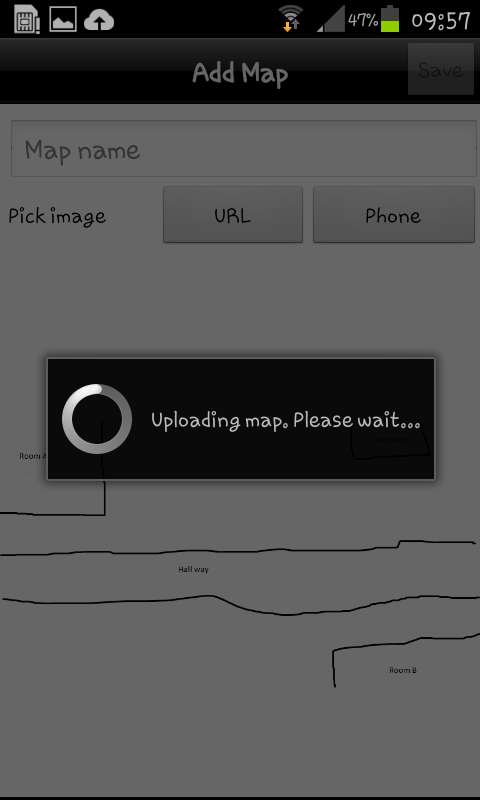 47% 09:57
Add Map Save
Map name
Pick image URL Phone
Uploading map. Please wait...
Room A
Hall way
Room B